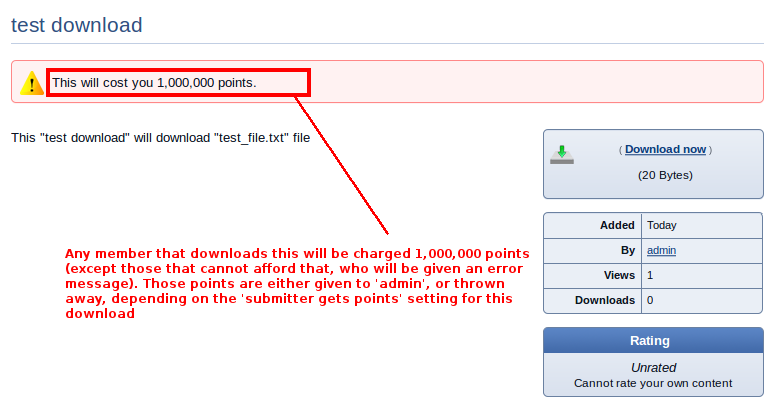 test download
This will cost you 1,000,000 points.
This "test download" will download "test_file.txt" file
( Download now )
(20 Bytes)
Any member that downloads this will be charged 1,000,000 points
(except those that cannot afford that, who will be given an error
message). Those points are either given to 'admin', or thrown
away, depending on the 'submitter gets points' setting for this
download
Added Today
By admin
Views 1
Downloads 0
Rating
Unrated
Cannot rate your own content